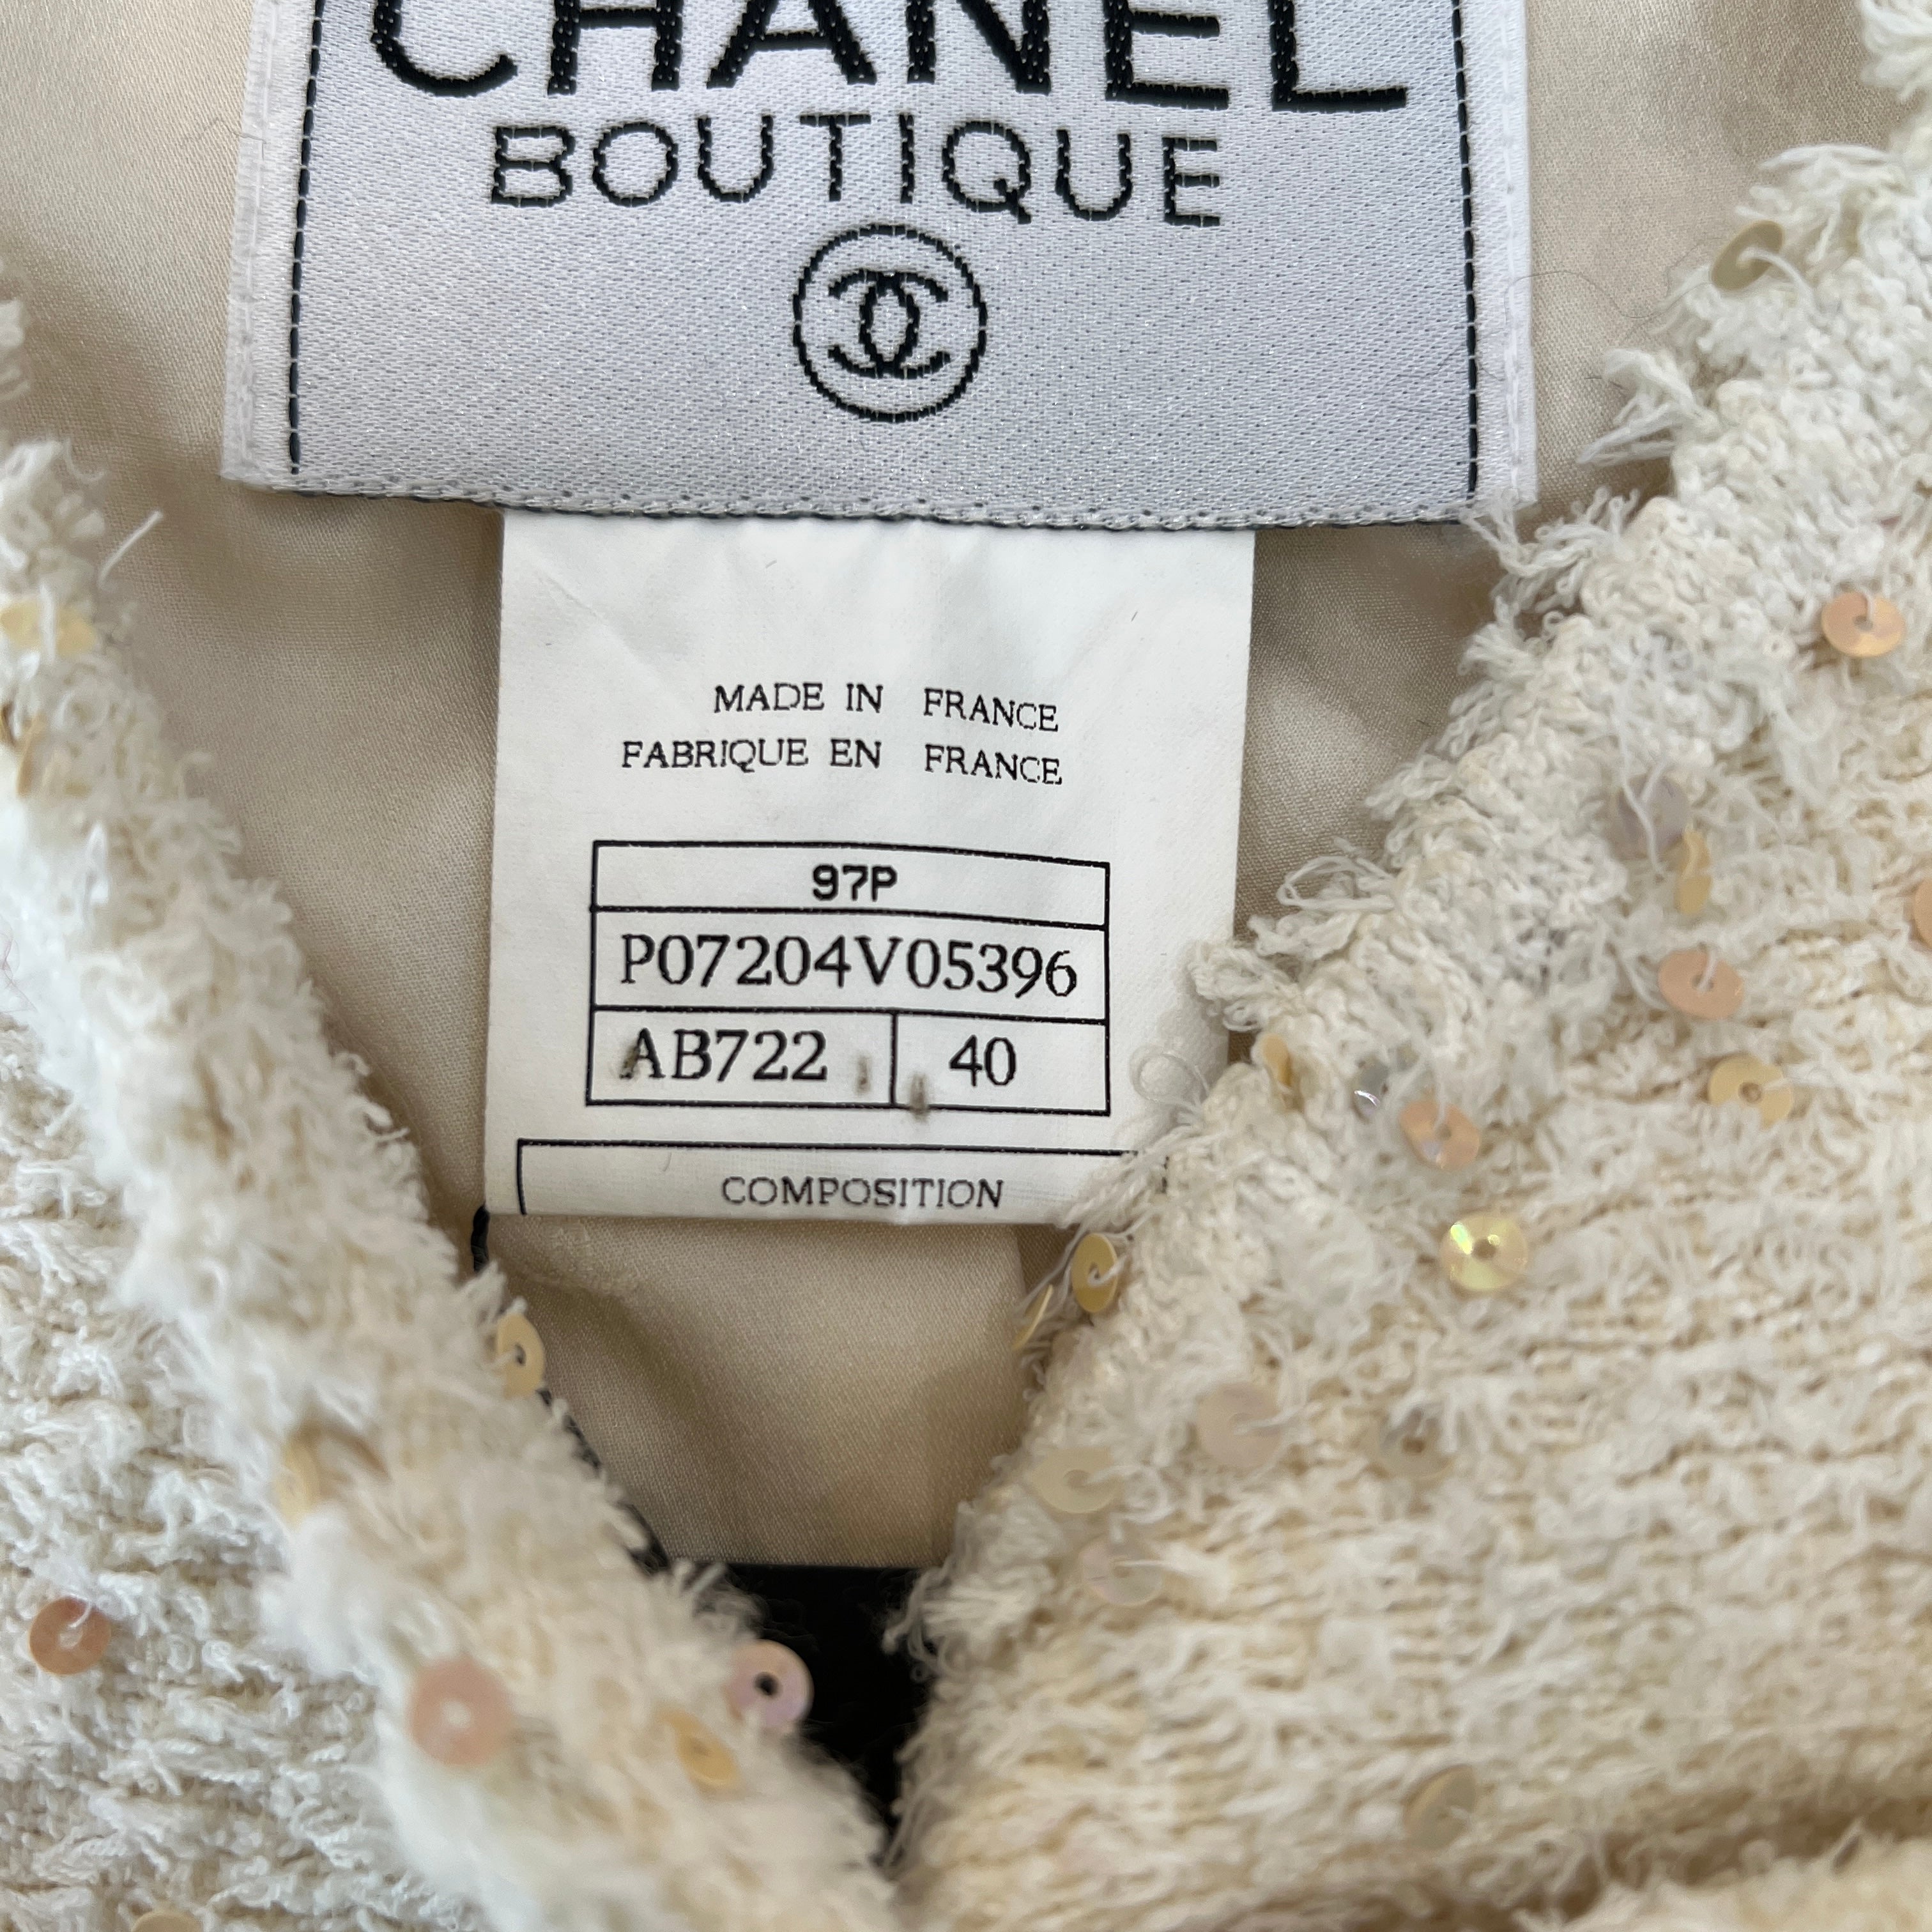 CHANEL
BOUTIQUE
MADE IN FRANCE
FABRIQUE EN FRANCE
97P
P07204V05396
AB722 40
COMPOSITION